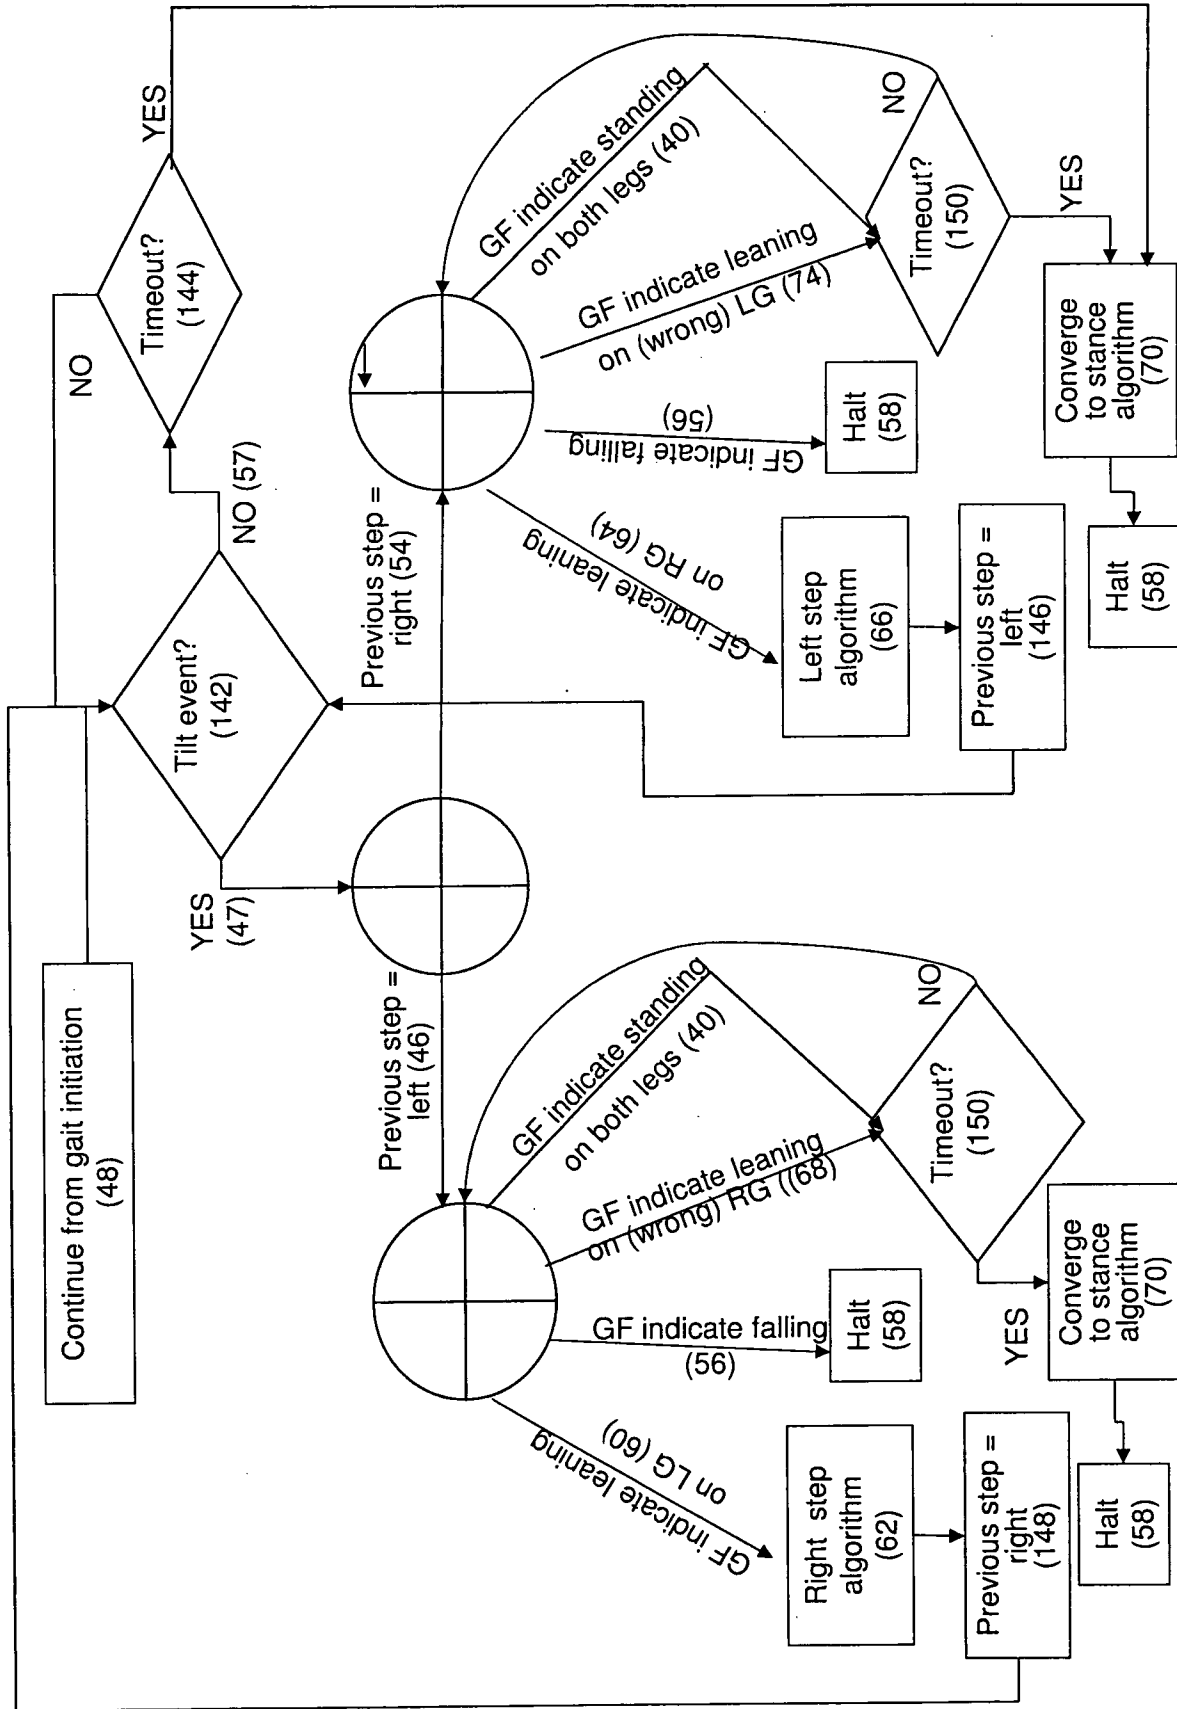 Continue from gait initiation
(48)
Tilt event?
(142)
YES
(47)
NO (57)
Timeout?
(144)
NO
YES
Previous step =
left (46)
Previous step =
right (54)
GF indicate leaning
on LG (60)
GF indicate falling
(56)
GF indicate leaning
on (wrong) RG ((68)
GF indicate standing
on both legs (40)
Right step
algorithm
(62)
Previous step =
right
(148)
Halt
(58)
Timeout?
(150)
NO
YES
Converge
to stance
algorithm
(70)
Halt
(58)
GF indicate leaning
on RG (64)
GF indicate falling
(56)
GF indicate leaning
on (wrong) LG (74)
GF indicate standing
on both legs (40)
Left step
algorithm
(66)
Previous step =
left
(146)
Halt
(58)
Timeout?
(150)
NO
YES
Converge
to stance
algorithm
(70)
Halt
(58)